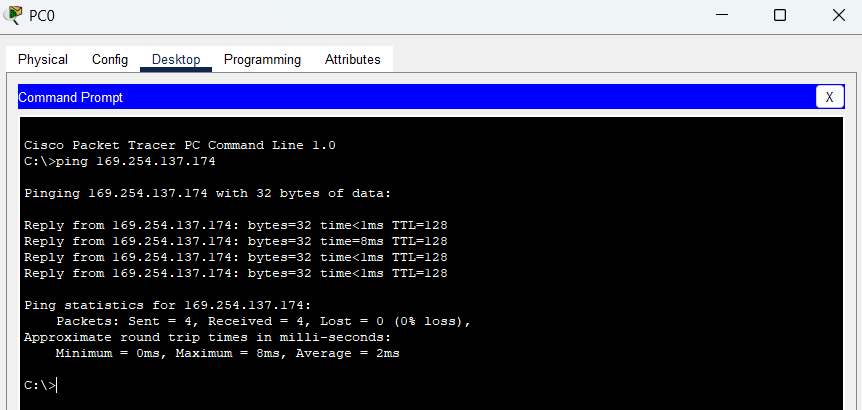 PC0
Physical Config Desktop Programming Attributes
Command Prompt X
Cisco Packet Tracer PC Command Line 1.0
C:\>ping 169.254.137.174
Pinging 169.254.137.174 with 32 bytes of data:
Reply from 169.254.137.174: bytes=32 time<1ms TTL=128
Reply from 169.254.137.174: bytes=32 time=8ms TTL=128
Reply from 169.254.137.174: bytes=32 time<1ms TTL=128
Reply from 169.254.137.174: bytes=32 time<1ms TTL=128
Ping statistics for 169.254.137.174:
    Packets: Sent = 4, Received = 4, Lost = 0 (0% loss),
Approximate round trip times in milli-seconds:
    Minimum = 0ms, Maximum = 8ms, Average = 2ms
C:\>